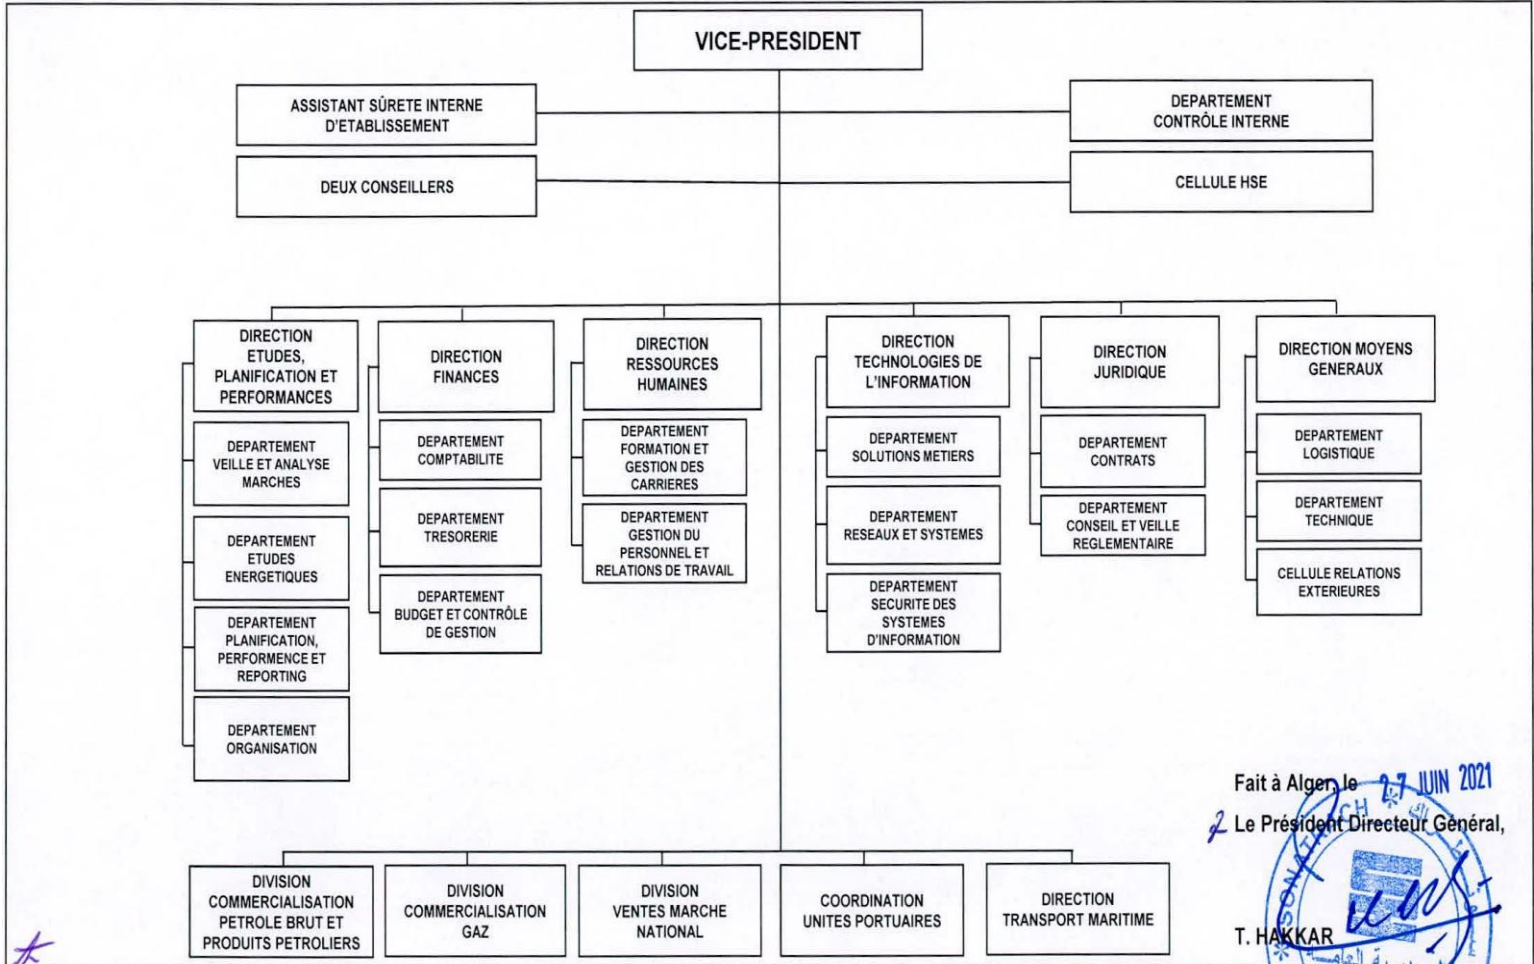 VICE-PRESIDENT
ASSISTANT SÛRETE INTERNE
D'ETABLISSEMENT
DEPARTEMENT
CONTRÔLE INTERNE
DEUX CONSEILLERS
CELLULE HSE
DIRECTION
ETUDES,
PLANIFICATION ET
PERFORMANCES
DEPARTEMENT
VEILLE ET ANALYSE
MARCHES
DEPARTEMENT
ETUDES
ENERGETIQUES
DEPARTEMENT
PLANIFICATION,
PERFORMENCE ET
REPORTING
DEPARTEMENT
ORGANISATION
DIRECTION
FINANCES
DEPARTEMENT
COMPTABILITE
DEPARTEMENT
TRESORERIE
DEPARTEMENT
BUDGET ET CONTRÔLE
DE GESTION
DIRECTION
RESSOURCES
HUMAINES
DEPARTEMENT
FORMATION ET
GESTION DES
CARRIERES
DEPARTEMENT
GESTION DU
PERSONNEL ET
RELATIONS DE TRAVAIL
DIRECTION
TECHNOLOGIES DE
L'INFORMATION
DEPARTEMENT
SOLUTIONS METIERS
DEPARTEMENT
RESEAUX ET SYSTEMES
DEPARTEMENT
SECURITE DES
SYSTEMES
D'INFORMATION
DIRECTION
JURIDIQUE
DEPARTEMENT
CONTRATS
DEPARTEMENT
CONSEIL ET VEILLE
REGLEMENTAIRE
DIRECTION MOYENS
GENERAUX
DEPARTEMENT
LOGISTIQUE
DEPARTEMENT
TECHNIQUE
CELLULE RELATIONS
EXTERIEURES
DIVISION
COMMERCIALISATION
PETROLE BRUT ET
PRODUITS PETROLIERS
DIVISION
COMMERCIALISATION
GAZ
DIVISION
VENTES MARCHE
NATIONAL
COORDINATION
UNITES PORTUAIRES
DIRECTION
TRANSPORT MARITIME
Fait à Alger, le 27 JUIN 2021
Le Président Directeur Général,
SONATRACH
T. HAKKAR